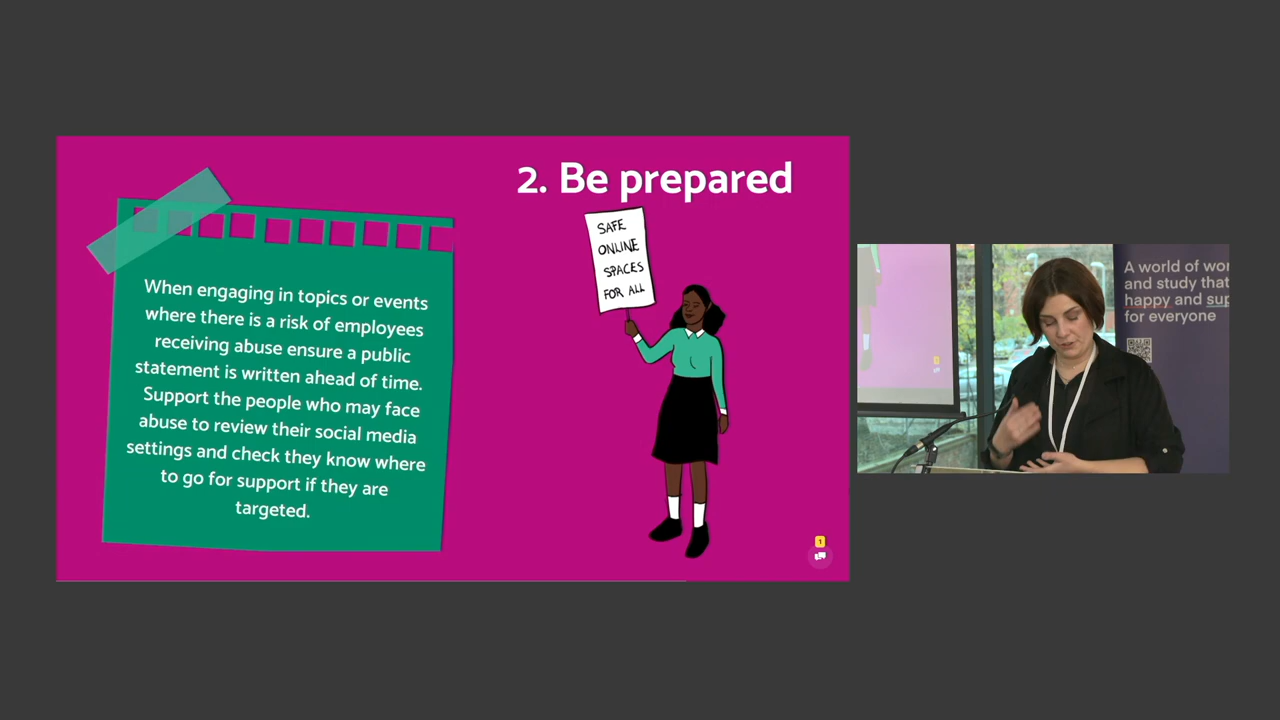 2. Be prepared
SAFE
ONLINE
SPACES
FOR ALL
When engaging in topics or events
where there is a risk of employees
receiving abuse ensure a public
statement is written ahead of time.
Support the people who may face
abuse to review their social media
settings and check they know where
to go for support if they are
targeted.
1
A world of wor
and study that
happy and sup
for everyone